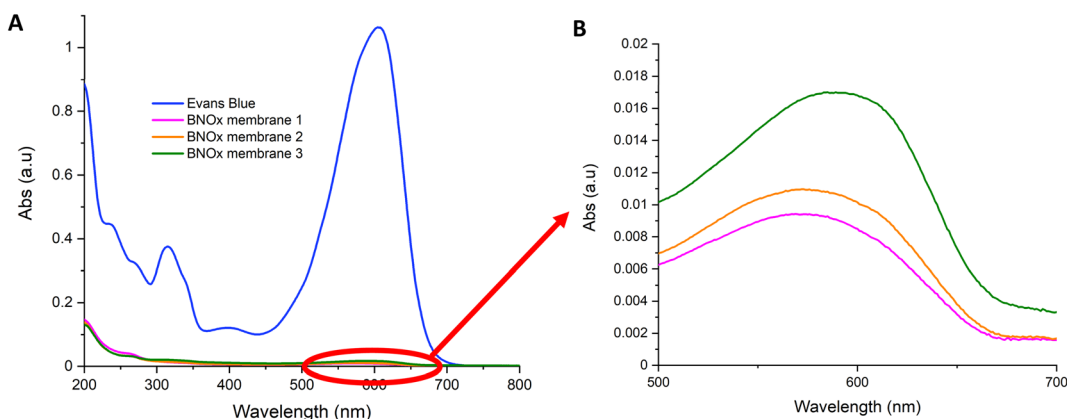 A
Abs (a.u)
1
0.8
0.6
0.4
0.2
0
Evans Blue
BNOx membrane 1
BNOx membrane 2
BNOx membrane 3
200 300 400 500 600 700 800
Wavelength (nm)
B
Abs (a.u)
0.02
0.018
0.016
0.014
0.012
0.01
0.008
0.006
0.004
0.002
0
500 600 700
Wavelength (nm)